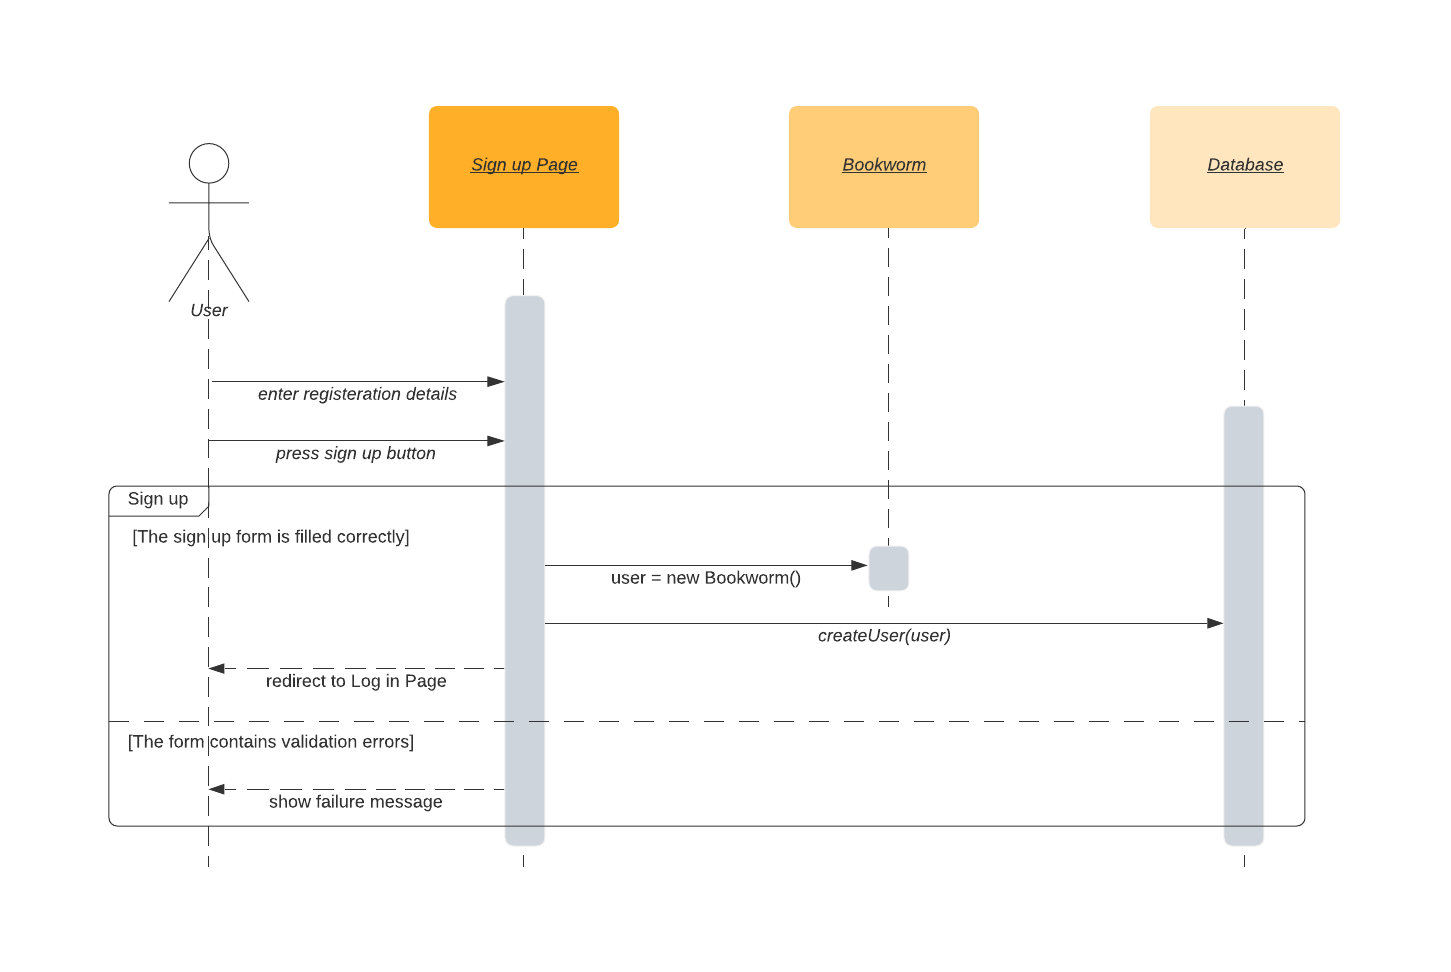 Sign up Page
Bookworm
Database
User
enter registeration details
press sign up button
Sign up
[The sign up form is filled correctly]
user = new Bookworm()
createUser(user)
redirect to Log in Page
[The form contains validation errors]
show failure message